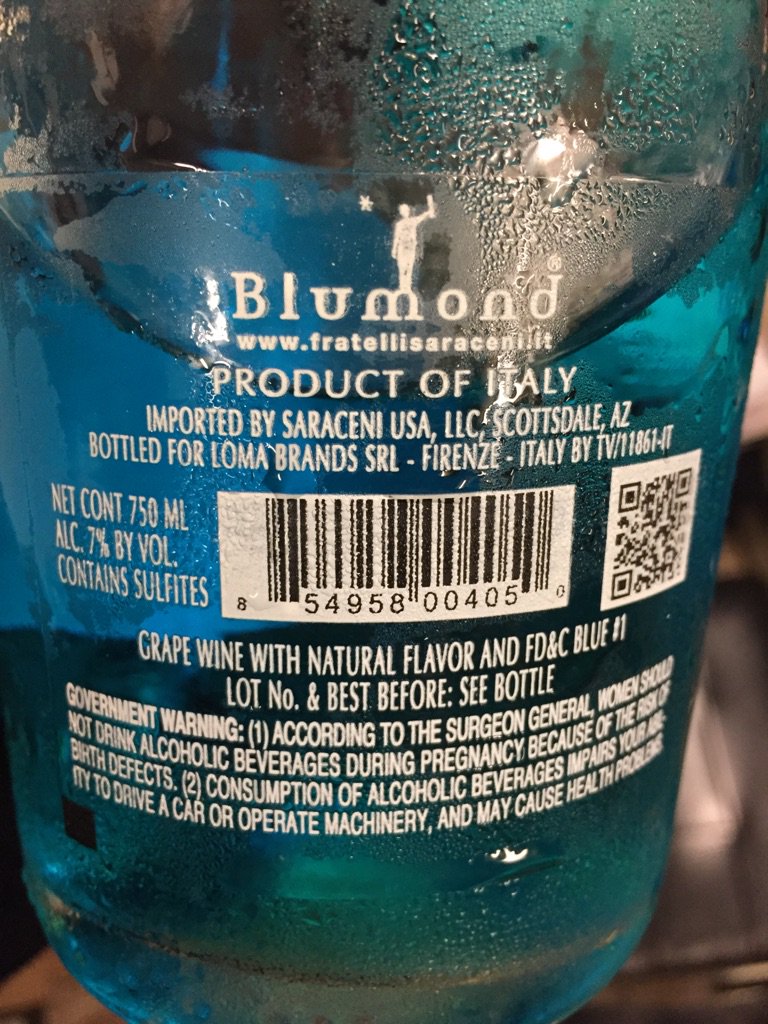 *
Blumond®
www.fratellisaraceni.it
PRODUCT OF ITALY
IMPORTED BY SARACENI USA, LLC, SCOTTSDALE, AZ
BOTTLED FOR LOMA BRANDS SRL - FIRENZE - ITALY BY TV/11861-IT
NET CONT 750 ML
ALC. 7% BY VOL.
CONTAINS SULFITES
8 54958 00405 0
GRAPE WINE WITH NATURAL FLAVOR AND FD&C BLUE #1
LOT No. & BEST BEFORE: SEE BOTTLE
GOVERNMENT WARNING: (1) ACCORDING TO THE SURGEON GENERAL, WOMEN SHOULD
NOT DRINK ALCOHOLIC BEVERAGES DURING PREGNANCY BECAUSE OF THE RISK OF
BIRTH DEFECTS. (2) CONSUMPTION OF ALCOHOLIC BEVERAGES IMPAIRS YOUR ABIL-
ITY TO DRIVE A CAR OR OPERATE MACHINERY, AND MAY CAUSE HEALTH PROBLEMS.